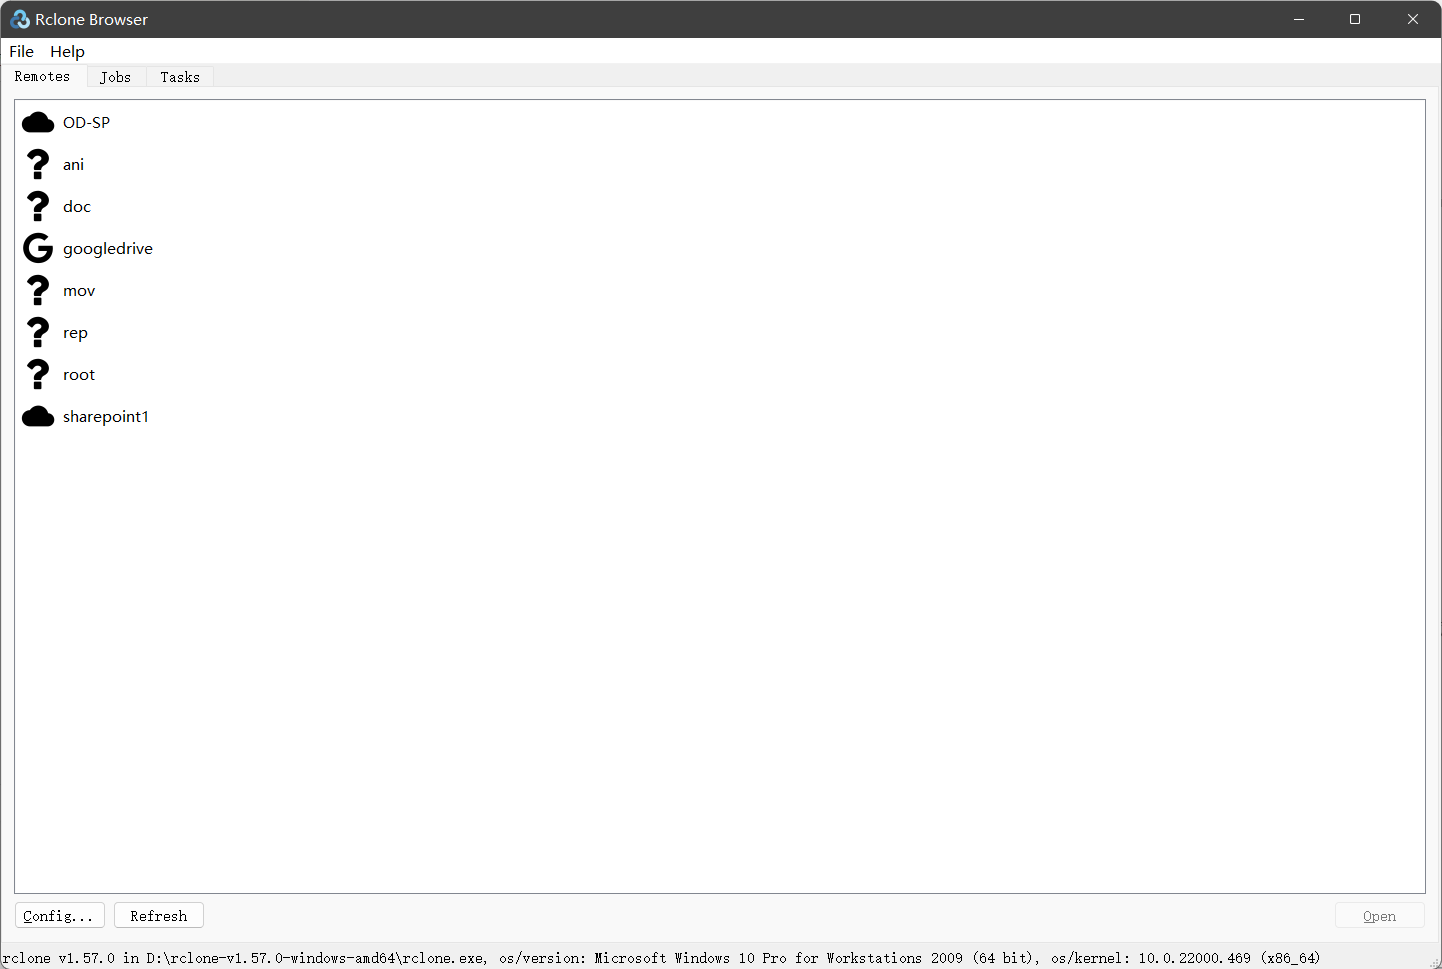 Rclone Browser
File Help
Remotes Jobs Tasks
OD-SP
ani
doc
googledrive
mov
rep
root
sharepoint1
Config... Refresh Open
rclone v1.57.0 in D:\rclone-v1.57.0-windows-amd64\rclone.exe, os/version: Microsoft Windows 10 Pro for Workstations 2009 (64 bit), os/kernel: 10.0.22000.469 (x86_64)